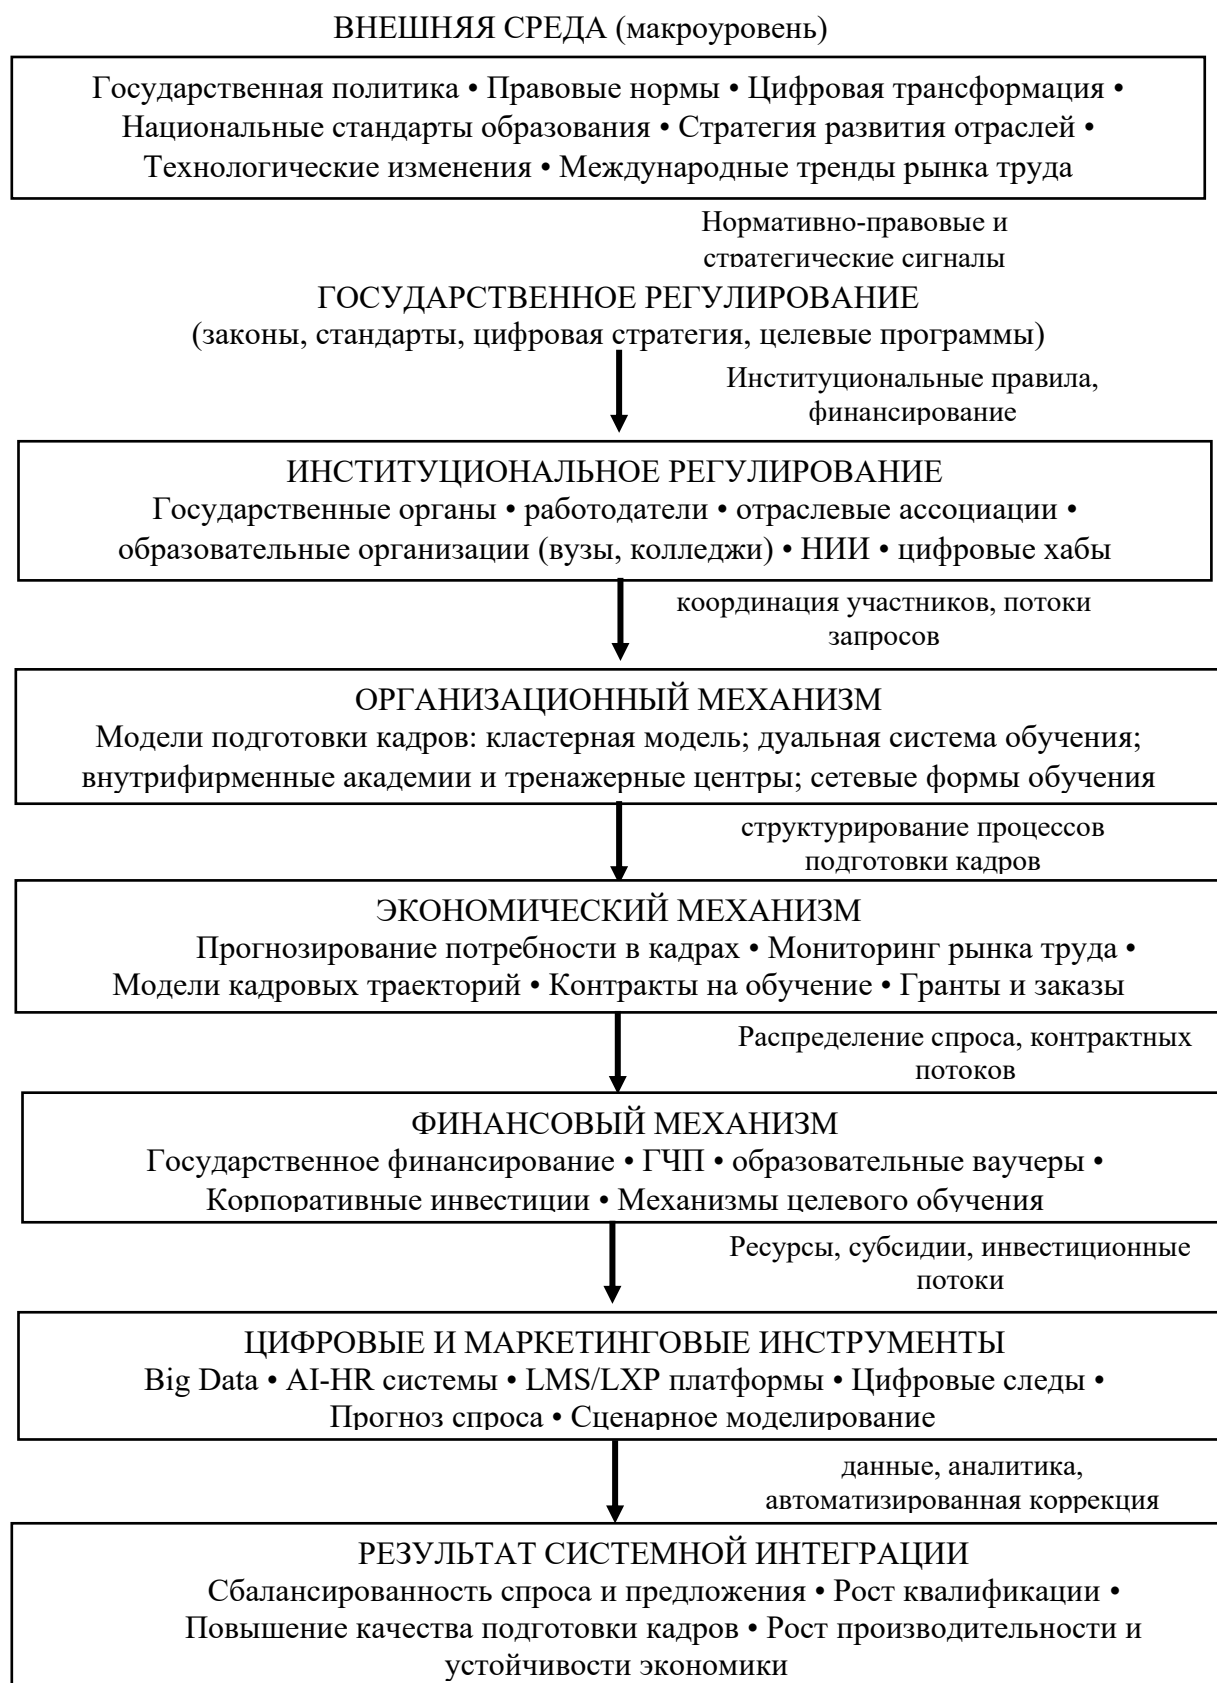 ВНЕШНЯЯ СРЕДА (макроуровень)
Государственная политика • Правовые нормы • Цифровая трансформация •
Национальные стандарты образования • Стратегия развития отраслей •
Технологические изменения • Международные тренды рынка труда
Нормативно-правовые и
стратегические сигналы
ГОСУДАРСТВЕННОЕ РЕГУЛИРОВАНИЕ
(законы, стандарты, цифровая стратегия, целевые программы)
Институциональные правила,
финансирование
ИНСТИТУЦИОНАЛЬНОЕ РЕГУЛИРОВАНИЕ
Государственные органы • работодатели • отраслевые ассоциации •
образовательные организации (вузы, колледжи) • НИИ • цифровые хабы
координация участников, потоки
запросов
ОРГАНИЗАЦИОННЫЙ МЕХАНИЗМ
Модели подготовки кадров: кластерная модель; дуальная система обучения;
внутрифирменные академии и тренажерные центры; сетевые формы обучения
структурирование процессов
подготовки кадров
ЭКОНОМИЧЕСКИЙ МЕХАНИЗМ
Прогнозирование потребности в кадрах • Мониторинг рынка труда •
Модели кадровых траекторий • Контракты на обучение • Гранты и заказы
Распределение спроса, контрактных
потоков
ФИНАНСОВЫЙ МЕХАНИЗМ
Государственное финансирование • ГЧП • образовательные ваучеры •
Корпоративные инвестиции • Механизмы целевого обучения
Ресурсы, субсидии, инвестиционные
потоки
ЦИФРОВЫЕ И МАРКЕТИНГОВЫЕ ИНСТРУМЕНТЫ
Big Data • AI-HR системы • LMS/LXP платформы • Цифровые следы •
Прогноз спроса • Сценарное моделирование
данные, аналитика,
автоматизированная коррекция
РЕЗУЛЬТАТ СИСТЕМНОЙ ИНТЕГРАЦИИ
Сбалансированность спроса и предложения • Рост квалификации •
Повышение качества подготовки кадров • Рост производительности и
устойчивости экономики